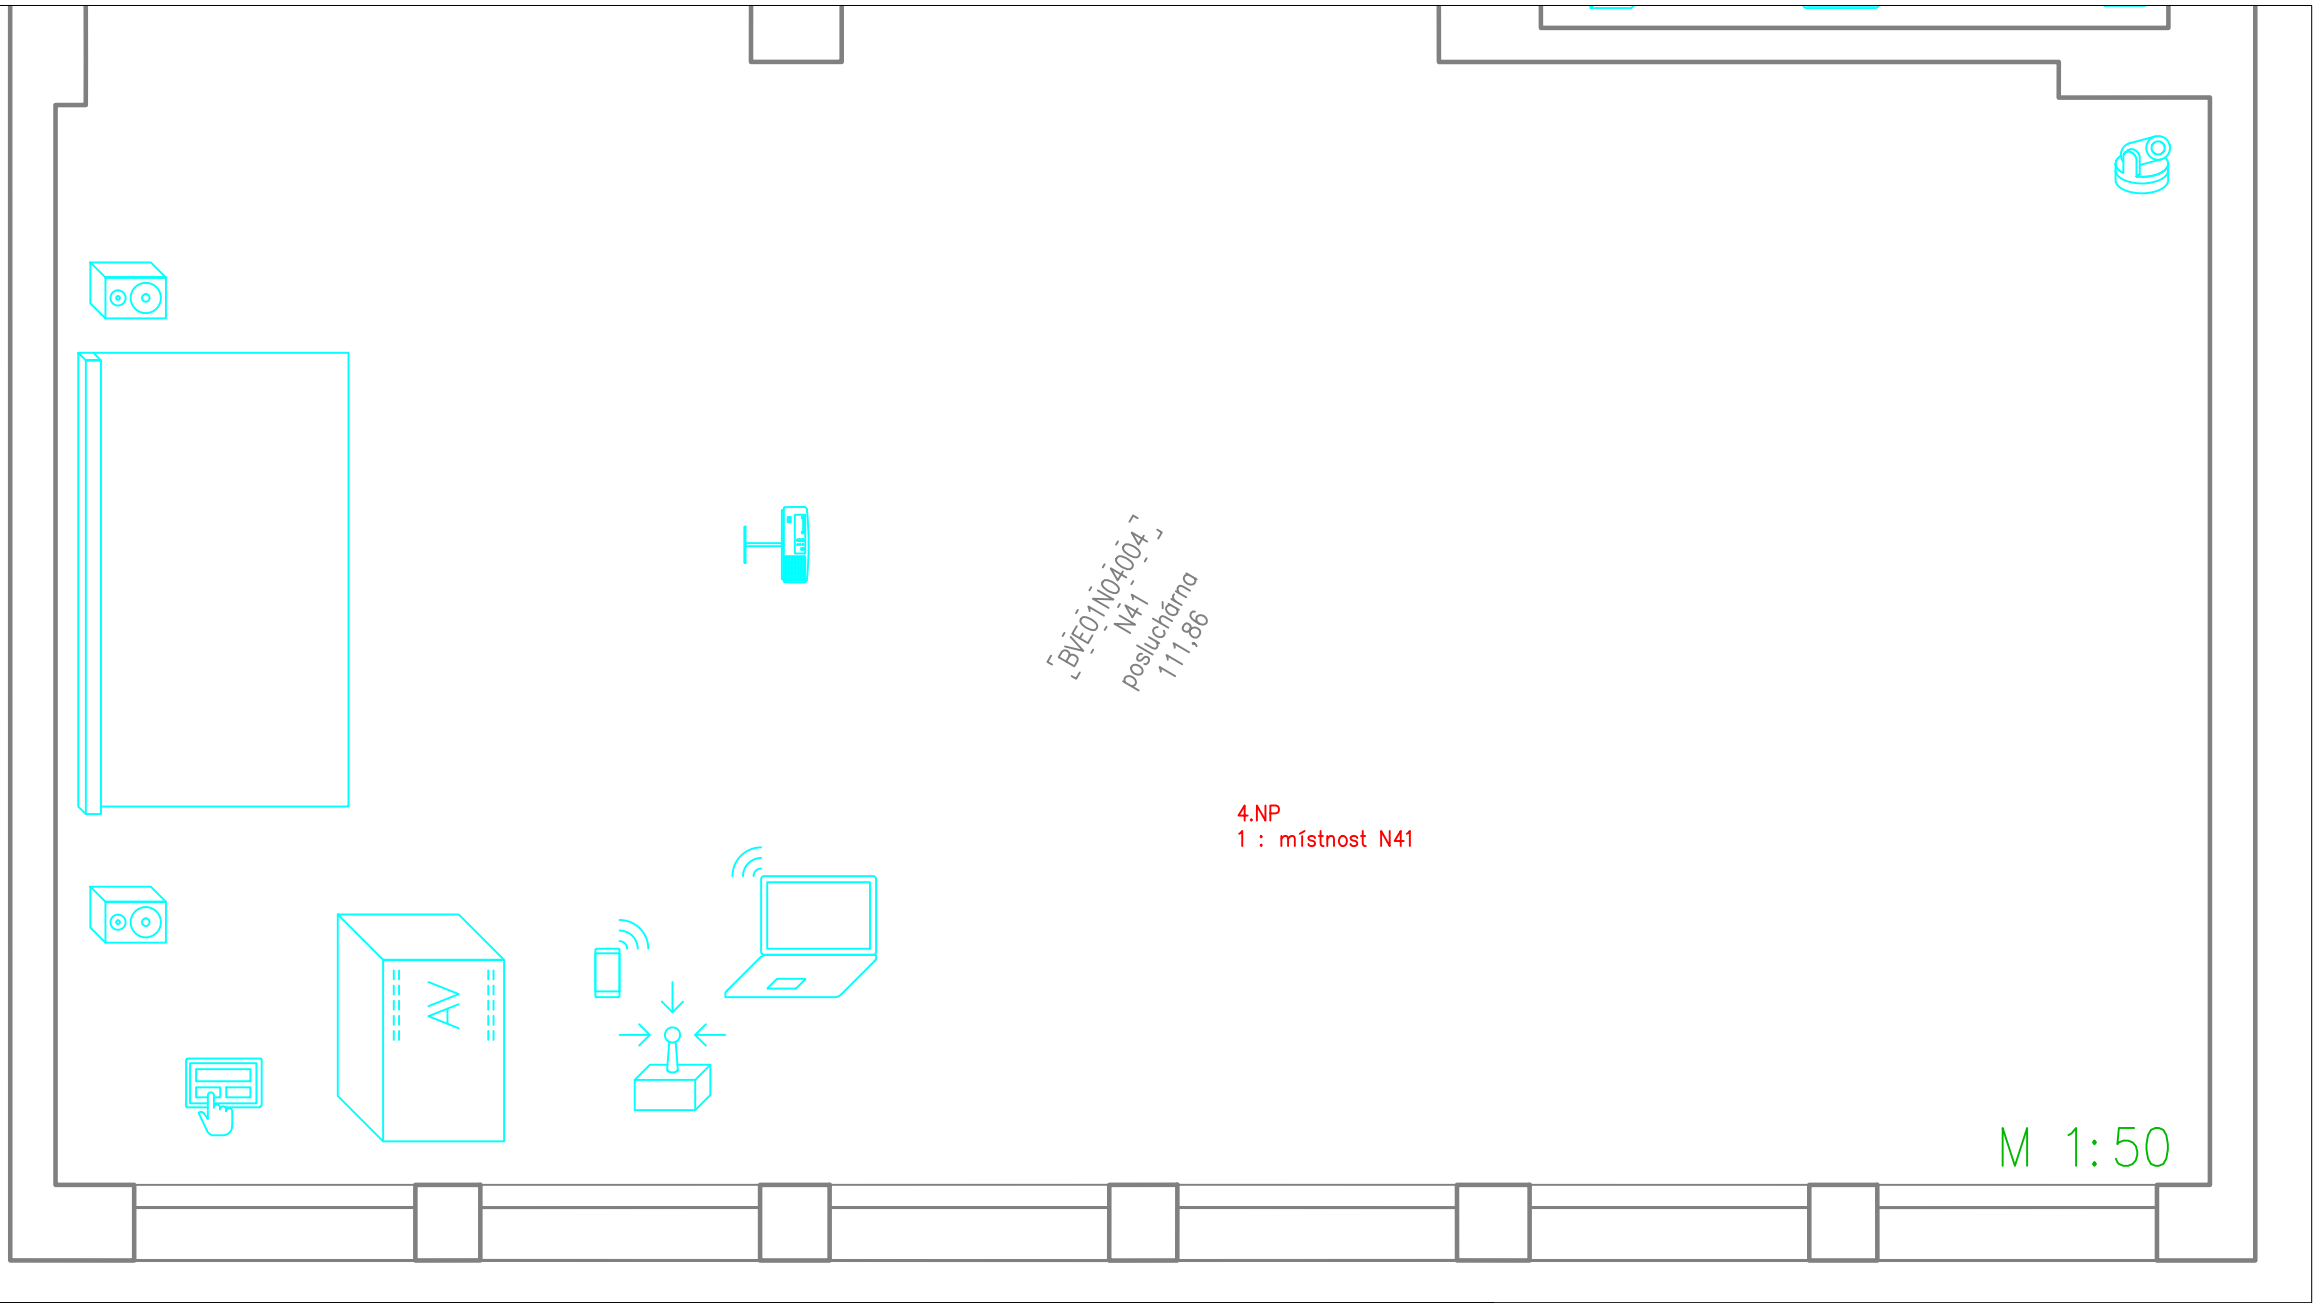 BVE01N04004
N41
posluchárna
111,86
4.NP
1 : místnost N41
AV
M 1:50